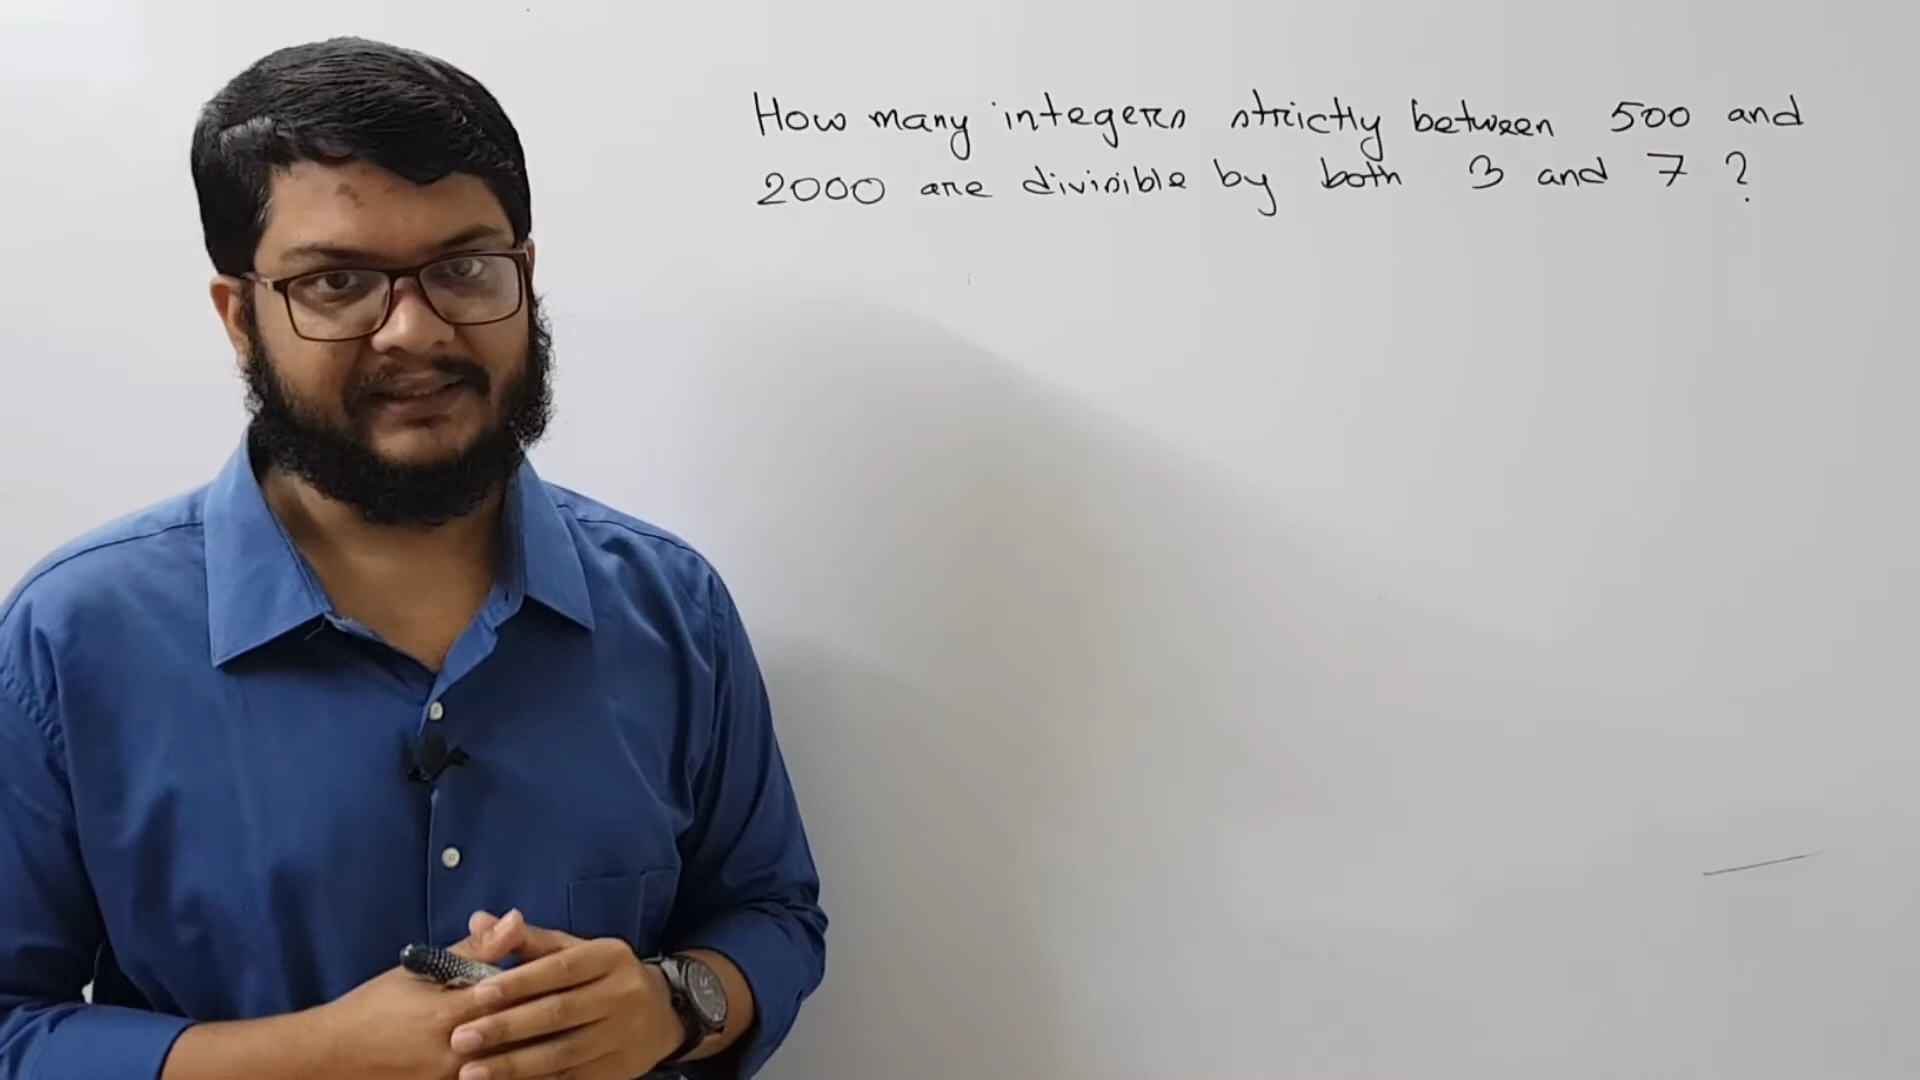 How many integers strictly between 500 and
2000 are divisible by both 3 and 7 ?